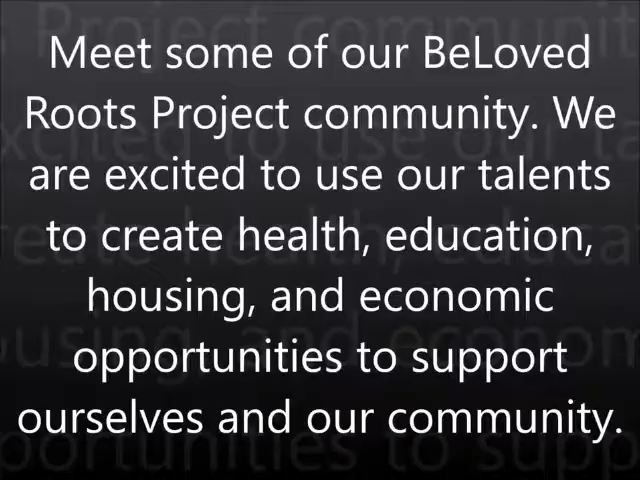 Meet some of our BeLoved
Roots Project community. We
are excited to use our talents
to create health, education,
housing, and economic
opportunities to support
ourselves and our community.